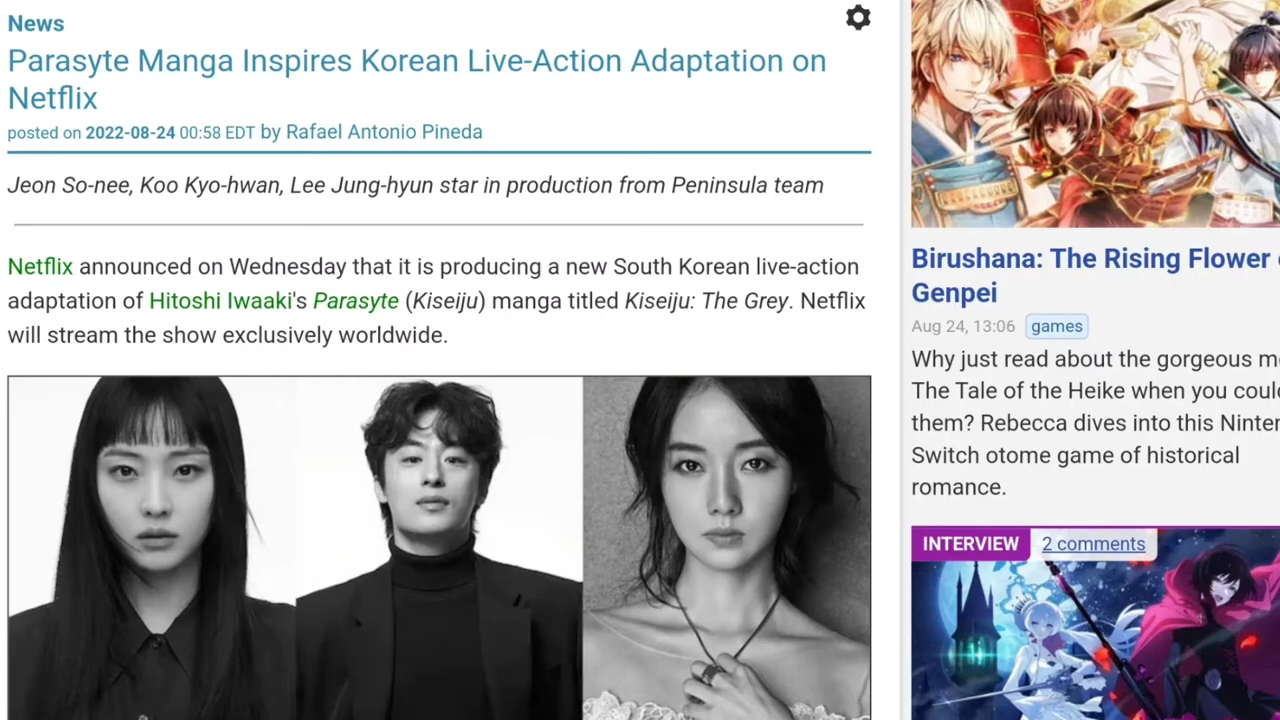 News
Parasyte Manga Inspires Korean Live-Action Adaptation on
Netflix
posted on 2022-08-24 00:58 EDT by Rafael Antonio Pineda
Jeon So-nee, Koo Kyo-hwan, Lee Jung-hyun star in production from Peninsula team
Netflix announced on Wednesday that it is producing a new South Korean live-action
adaptation of Hitoshi Iwaaki's Parasyte (Kiseiju) manga titled Kiseiju: The Grey. Netflix
will stream the show exclusively worldwide.
Birushana: The Rising Flower
Genpei
Aug 24, 13:06 games
Why just read about the gorgeous
The Tale of the Heike when you
them? Rebecca dives into this
Switch otome game of historical
romance.
INTERVIEW 2 comments